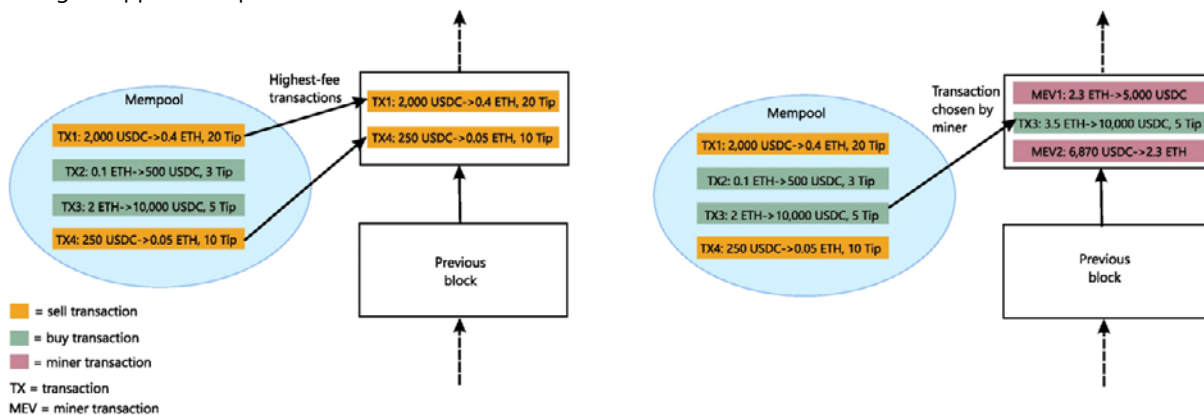 Highest-fee
transactions
Mempool
TX1: 2,000 USDC->0.4 ETH, 20 Tip
TX2: 0.1 ETH->500 USDC, 3 Tip
TX3: 2 ETH->10,000 USDC, 5 Tip
TX4: 250 USDC->0.05 ETH, 10 Tip
TX1: 2,000 USDC->0.4 ETH, 20 Tip
TX4: 250 USDC->0.05 ETH, 10 Tip
Previous
block
= sell transaction
= buy transaction
= miner transaction
TX = transaction
MEV = miner transaction
Mempool
TX1: 2,000 USDC->0.4 ETH, 20 Tip
TX2: 0.1 ETH->500 USDC, 3 Tip
TX3: 2 ETH->10,000 USDC, 5 Tip
TX4: 250 USDC->0.05 ETH, 10 Tip
Transaction
chosen by
miner
MEV1: 2.3 ETH->5,000 USDC
TX3: 3.5 ETH->10,000 USDC, 5 Tip
MEV2: 6,870 USDC->2.3 ETH
Previous
block